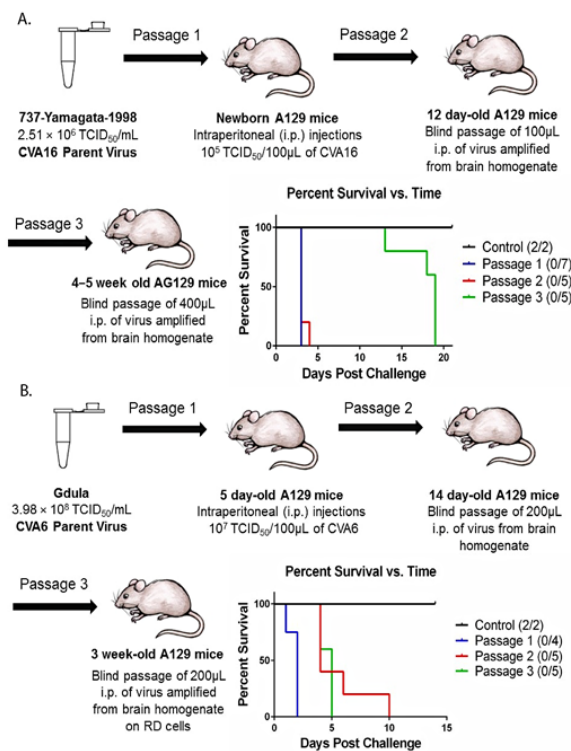 A.
Passage 1
Passage 2
737-Yamagata-1998
2.51 × 10⁶ TCID₅₀/mL
CVA16 Parent Virus
Newborn A129 mice
Intraperitoneal (i.p.) injections
10⁵ TCID₅₀/100µL of CVA16
12 day-old A129 mice
Blind passage of 100µL
i.p. of virus amplified
from brain homogenate
Passage 3
4–5 week old AG129 mice
Blind passage of 400µL
i.p. of virus amplified
from brain homogenate
Percent Survival vs. Time
Percent Survival
100
50
0
0
5
10
15
20
Days Post Challenge
Control (2/2)
Passage 1 (0/7)
Passage 2 (0/5)
Passage 3 (0/5)
B.
Passage 1
Passage 2
Gdula
3.98 × 10⁸ TCID₅₀/mL
CVA6 Parent Virus
5 day-old A129 mice
Intraperitoneal (i.p.) injections
10⁷ TCID₅₀/100µL of CVA6
14 day-old A129 mice
Blind passage of 200µL
i.p. of virus from brain
homogenate
Passage 3
3 week-old A129 mice
Blind passage of 200µL
i.p. of virus amplified
from brain homogenate
on RD cells
Percent Survival vs. Time
Percent Survival
100
50
0
0
5
10
15
Days Post Challenge
Control (2/2)
Passage 1 (0/4)
Passage 2 (0/5)
Passage 3 (0/5)